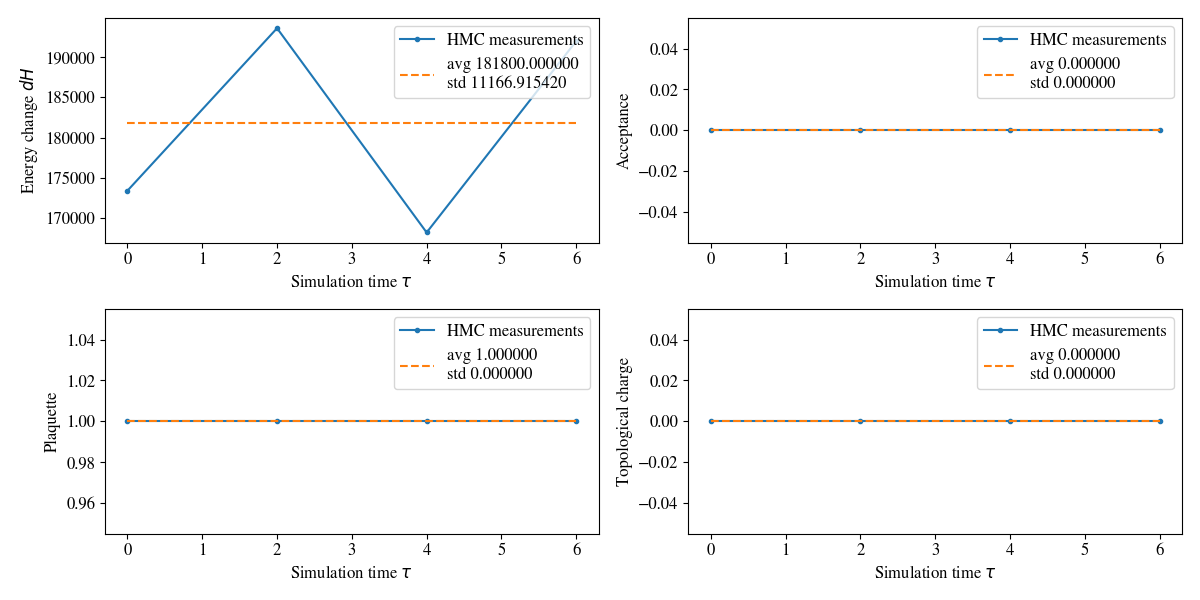 HMC measurements
avg 181800.000000
std 11166.915420
190000
185000
180000
175000
170000
Energy change dH
0 1 2 3 4 5 6
Simulation time τ
HMC measurements
avg 0.000000
std 0.000000
0.04
0.02
0.00
−0.02
−0.04
Acceptance
0 1 2 3 4 5 6
Simulation time τ
HMC measurements
avg 1.000000
std 0.000000
1.04
1.02
1.00
0.98
0.96
Plaquette
0 1 2 3 4 5 6
Simulation time τ
HMC measurements
avg 0.000000
std 0.000000
0.04
0.02
0.00
−0.02
−0.04
Topological charge
0 1 2 3 4 5 6
Simulation time τ